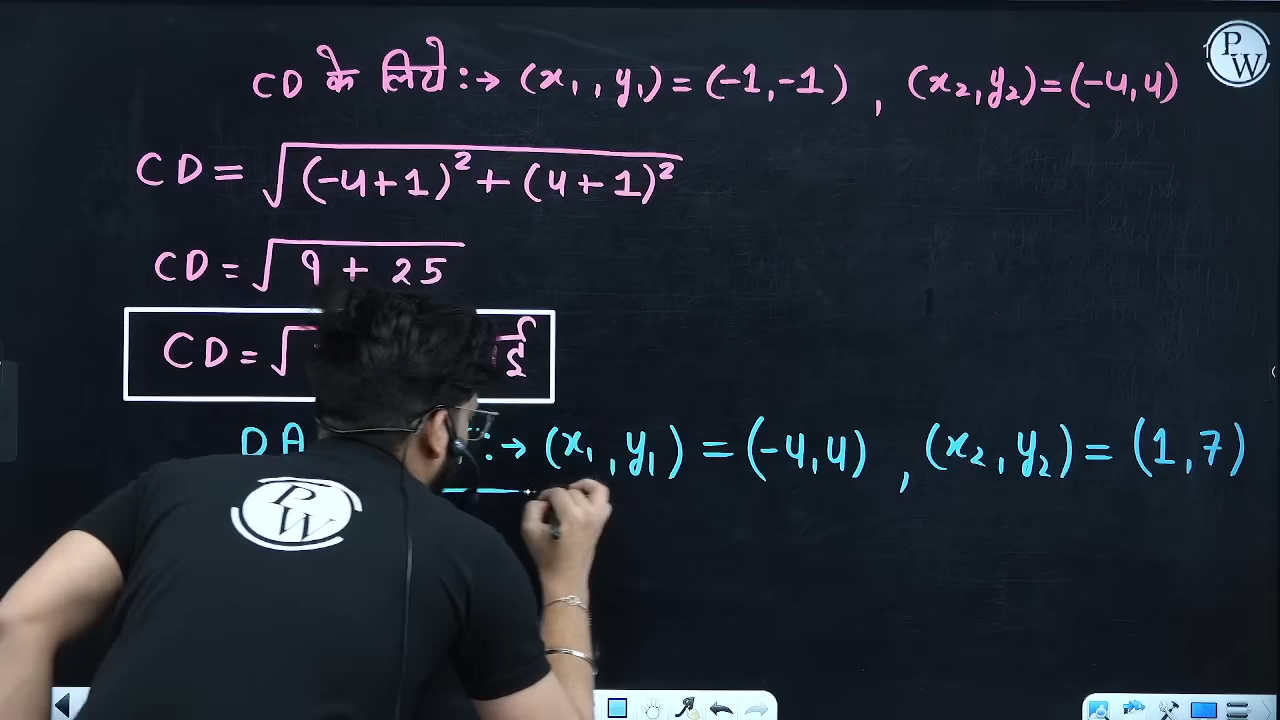 PW
CD के लिये :→ (x₁, y₁) = (-1, -1) , (x₂, y₂) = (-4, 4)
CD = √(-4+1)² + (4+1)²
CD = √9 + 25
CD = √
DA :→ (x₁, y₁) = (-4, 4) , (x₂, y₂) = (1, 7)
PW